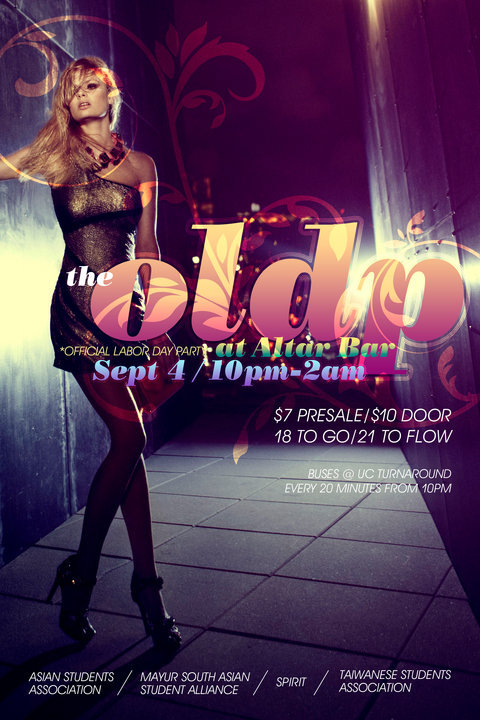 the oldp
*OFFICIAL LABOR DAY PARTY at Altar Bar
Sept 4 / 10pm-2am
$7 PRESALE/$10 DOOR
18 TO GO/21 TO FLOW
BUSES @ UC TURNAROUND
EVERY 20 MINUTES FROM 10PM
ASIAN STUDENTS
ASSOCIATION
/
MAYUR SOUTH ASIAN
STUDENT ALLIANCE
/
SPIRIT
/
TAIWANESE STUDENTS
ASSOCIATION